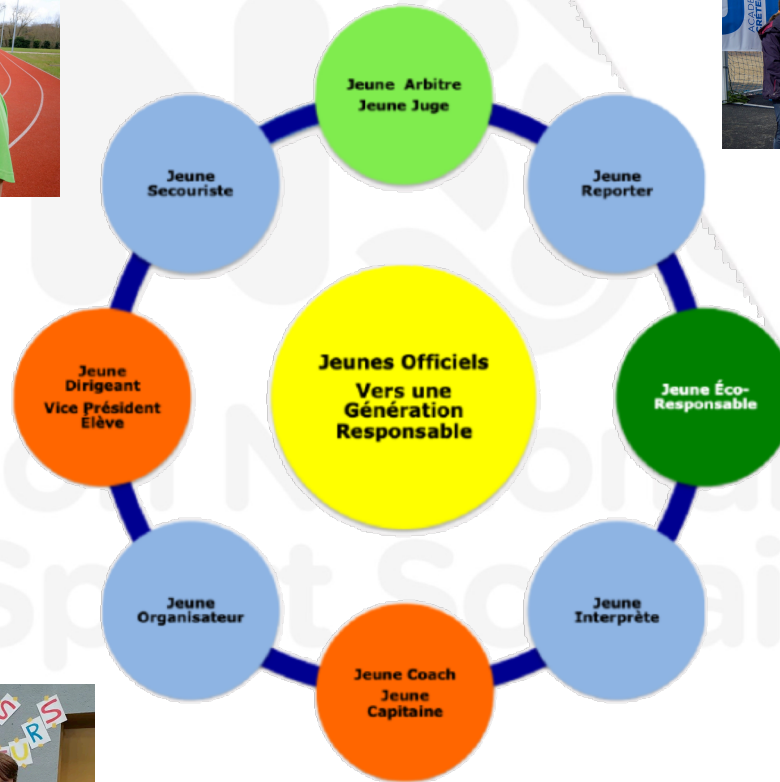 Jeune Arbitre
Jeune Juge
Jeune
Reporter
Jeune Éco-
Responsable
Jeune
Interprète
Jeune Coach
Jeune
Capitaine
Jeune
Organisateur
Jeune
Dirigeant
Vice Président
Elève
Jeune
Secouriste
Jeunes Officiels
Vers une
Génération
Responsable